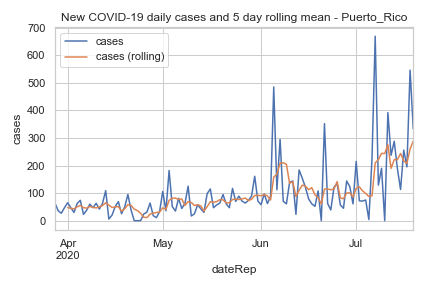 New COVID-19 daily cases and 5 day rolling mean - Puerto_Rico
cases
cases (rolling)
700
600
500
400
300
200
100
0
cases
Apr
2020
May
Jun
Jul
dateRep